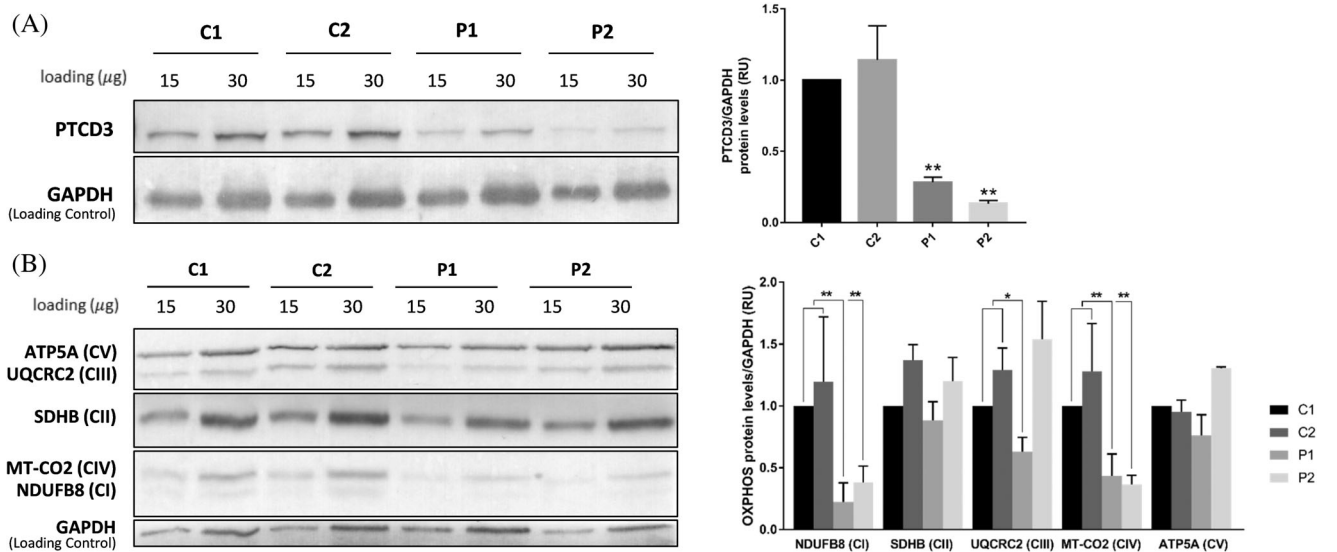 (A)
C1 C2 P1 P2
loading (µg) 15 30 15 30 15 30 15 30
PTCD3
GAPDH
(Loading Control)
PTCD3/GAPDH
protein levels (RU)
1.5
1.0
0.5
0.0
** **
C1 C2 P1 P2
(B)
C1 C2 P1 P2
loading (µg) 15 30 15 30 15 30 15 30
ATP5A (CV)
UQCRC2 (CIII)
SDHB (CII)
MT-CO2 (CIV)
NDUFB8 (CI)
GAPDH
(Loading Control)
OXPHOS protein levels/GAPDH (RU)
2.0
1.5
1.0
0.5
0.0
** ** * ** **
NDUFB8 (CI) SDHB (CII) UQCRC2 (CIII) MT-CO2 (CIV) ATP5A (CV)
C1
C2
P1
P2